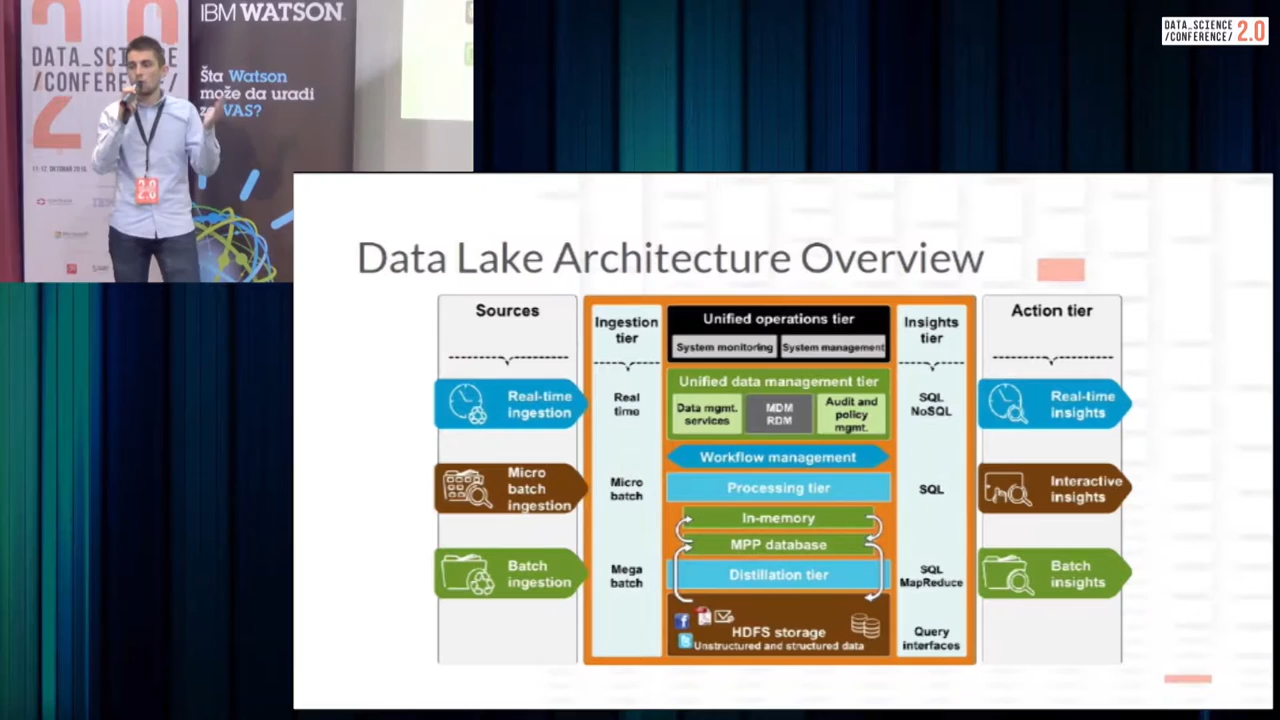 IBM WATSON
DATA_SCIENCE
/CONFERENCE/
Šta Watson
može da uradi
za VAS?
2.0
DATA_SCIENCE
/CONFERENCE/ 2.0
Data Lake Architecture Overview
Sources
Real-time
ingestion
Micro
batch
ingestion
Batch
ingestion
Ingestion
tier
Real
time
Micro
batch
Mega
batch
Unified operations tier
System monitoring
System management
Unified data management tier
Data mgmt.
services
MDM
RDM
Audit and
policy
mgmt.
Workflow management
Processing tier
In-memory
MPP database
Distillation tier
HDFS storage
Unstructured and structured data
Insights
tier
SQL
NoSQL
SQL
SQL
MapReduce
Query
interfaces
Action tier
Real-time
insights
Interactive
insights
Batch
insights